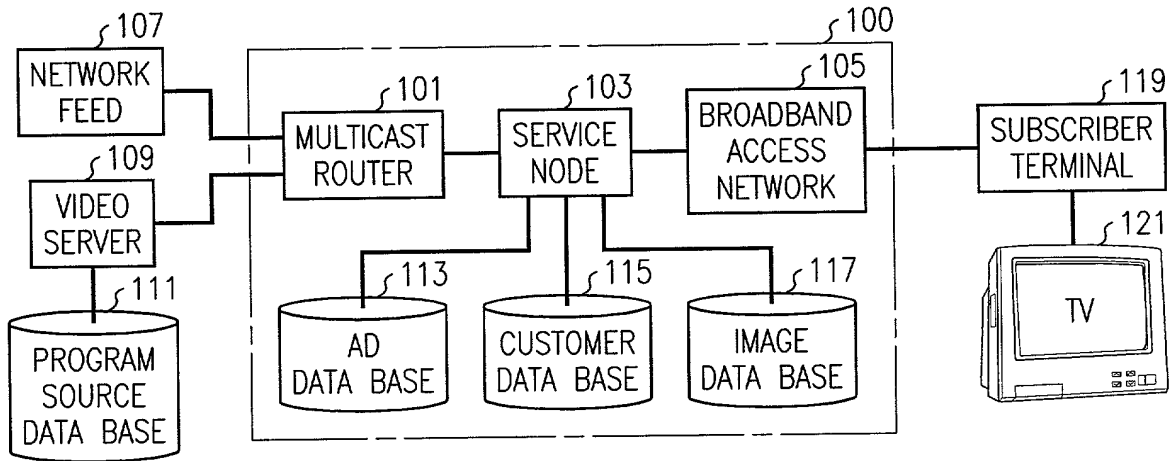 107
NETWORK
FEED
109
VIDEO
SERVER
111
PROGRAM
SOURCE
DATA BASE
100
101
MULTICAST
ROUTER
103
SERVICE
NODE
105
BROADBAND
ACCESS
NETWORK
113
AD
DATA BASE
115
CUSTOMER
DATA BASE
117
IMAGE
DATA BASE
119
SUBSCRIBER
TERMINAL
121
TV